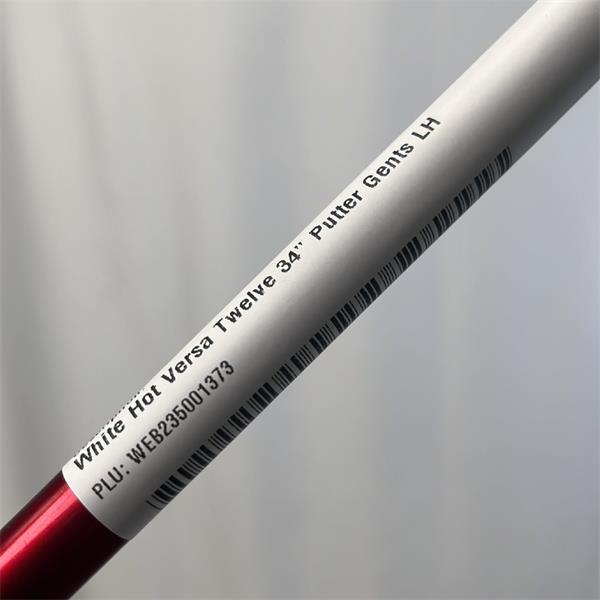 White Hot Versa Twelve 34" Putter Gents LH
PLU: WEB235001373